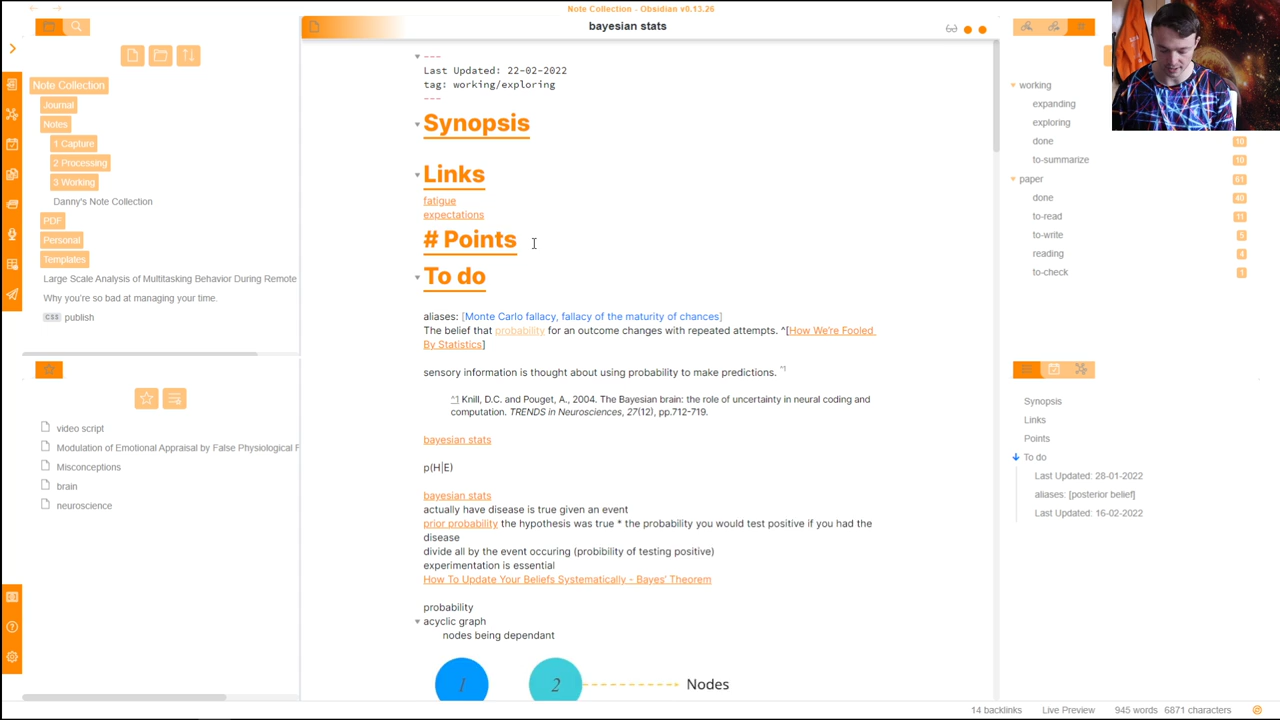 Note Collection - Obsidian v0.13.26
bayesian stats
Note Collection
Journal
Notes
1 Capture
2 Processing
3 Working
Danny's Note Collection
PDF
Personal
Templates
Large Scale Analysis of Multitasking Behavior During Remote
Why you're so bad at managing your time.
CSS publish
video script
Modulation of Emotional Appraisal by False Physiological F
Misconceptions
brain
neuroscience
---
Last Updated: 22-02-2022
tag: working/exploring
---
Synopsis
Links
fatigue
expectations
# Points
To do
aliases: [Monte Carlo fallacy, fallacy of the maturity of chances]
The belief that probability for an outcome changes with repeated attempts. ^[How We're Fooled
By Statistics]
sensory information is thought about using probability to make predictions. ^1
^1 Knill, D.C. and Pouget, A., 2004. The Bayesian brain: the role of uncertainty in neural coding and
computation. TRENDS in Neurosciences, 27(12), pp.712-719.
bayesian stats
p(H|E)
bayesian stats
actually have disease is true given an event
prior probability the hypothesis was true * the probability you would test positive if you had the
disease
divide all by the event occuring (probibility of testing positive)
experimentation is essential
How To Update Your Beliefs Systematically - Bayes' Theorem
probability
acyclic graph
nodes being dependant
1 2 Nodes
working
expanding
exploring
done 10
to-summarize 10
paper 61
done 40
to-read 11
to-write 5
reading 4
to-check 1
Synopsis
Links
Points
To do
Last Updated: 28-01-2022
aliases: [posterior belief]
Last Updated: 16-02-2022
14 backlinks Live Preview 945 words 6871 characters